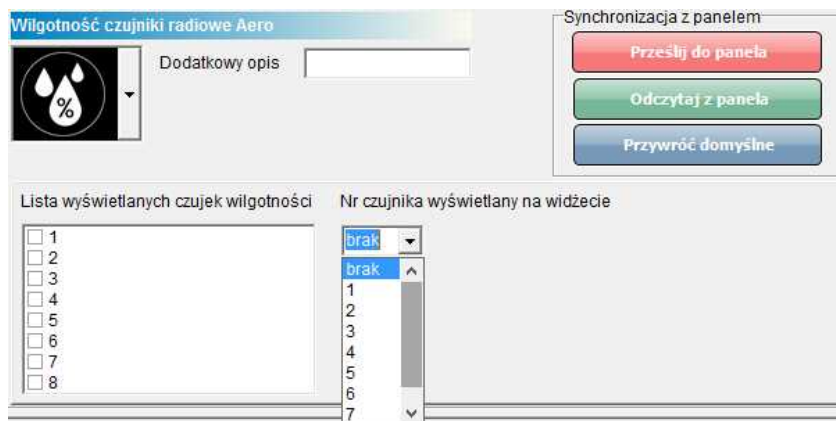 Wilgotność czujniki radiowe Aero
Dodatkowy opis
%
Synchronizacja z panelem
Prześlij do panela
Odczytaj z panela
Przywróć domyślne
Lista wyświetlanych czujek wilgotności
1
2
3
4
5
6
7
8
Nr czujnika wyświetlany na widżecie
brak
brak
1
2
3
4
5
6
7